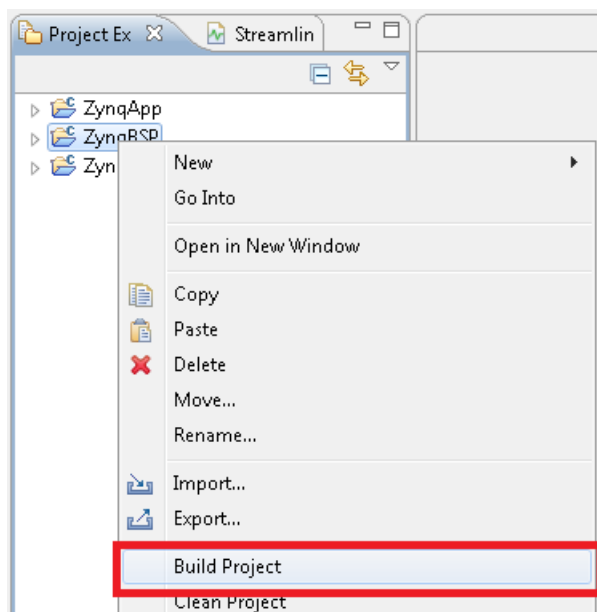 Project Ex
Streamlin
ZynqApp
ZynqBSP
Zyn
New
Go Into
Open in New Window
Copy
Paste
Delete
Move...
Rename...
Import...
Export...
Build Project
Clean Project